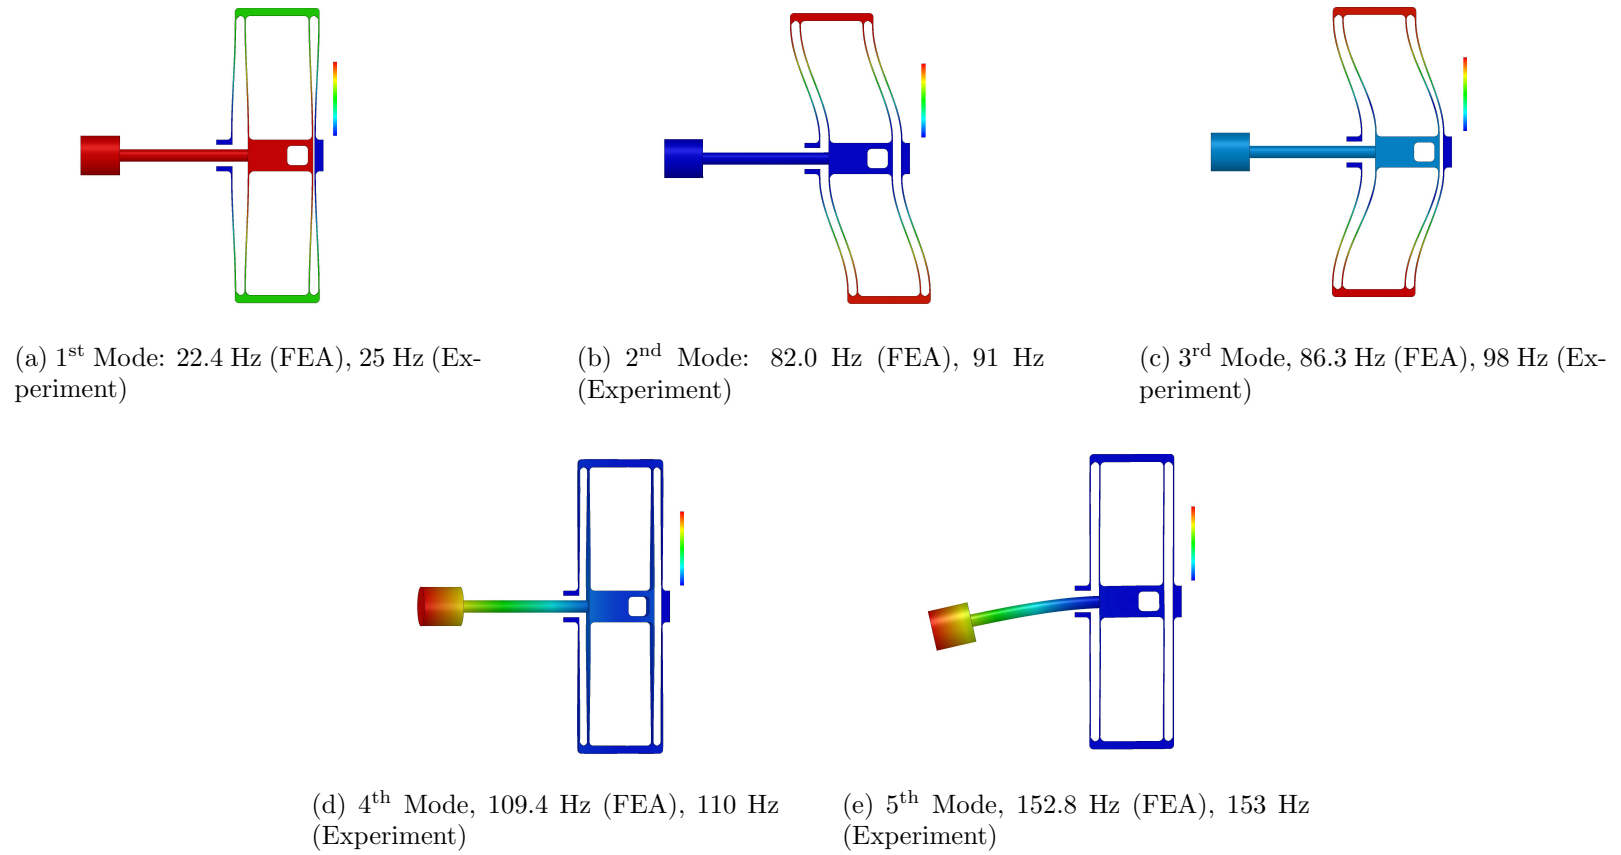 (a) 1st Mode: 22.4 Hz (FEA), 25 Hz (Ex-
periment)
(b) 2nd Mode: 82.0 Hz (FEA), 91 Hz
(Experiment)
(c) 3rd Mode, 86.3 Hz (FEA), 98 Hz (Ex-
periment)
(d) 4th Mode, 109.4 Hz (FEA), 110 Hz
(Experiment)
(e) 5th Mode, 152.8 Hz (FEA), 153 Hz
(Experiment)